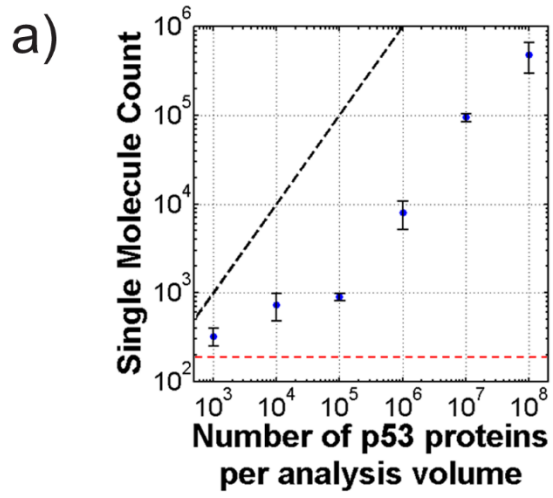 a)
10^6
10^5
10^4
10^3
10^2
Single Molecule Count
10^3 10^4 10^5 10^6 10^7 10^8
Number of p53 proteins
per analysis volume